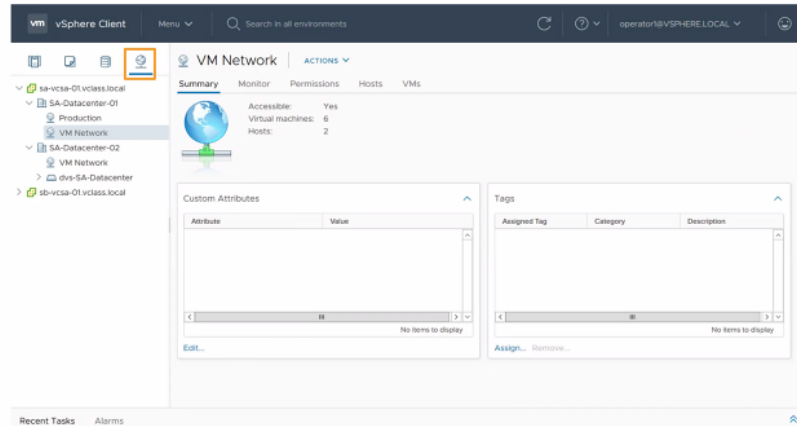 vm vSphere Client Menu Search in all environments operator1@VSPHERE.LOCAL
VM Network ACTIONS
Summary Monitor Permissions Hosts VMs
sa-vcsa-01.vclass.local
SA-Datacenter-01
Production
VM Network
SA-Datacenter-02
VM Network
dvs-SA-Datacenter
sb-vcsa-01.vclass.local
Accessible: Yes
Virtual machines: 6
Hosts: 2
Custom Attributes
Attribute Value
No items to display
Edit...
Tags
Assigned Tag Category Description
No items to display
Assign... Remove...
Recent Tasks Alarms